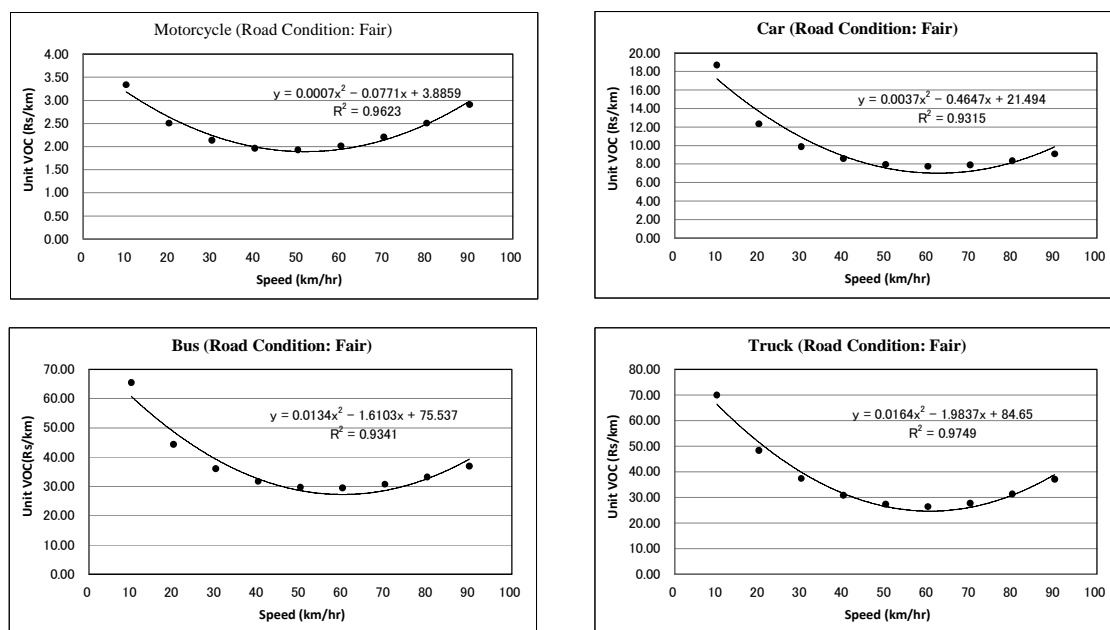 Motorcycle (Road Condition: Fair)
4.00
3.50
3.00
2.50
2.00
1.50
1.00
0.50
0.00
Unit VOC (Rs/km)
y = 0.0007x² − 0.0771x + 3.8859
R² = 0.9623
0 10 20 30 40 50 60 70 80 90 100
Speed (km/hr)
Car (Road Condition: Fair)
20.00
18.00
16.00
14.00
12.00
10.00
8.00
6.00
4.00
2.00
0.00
Unit VOC (Rs/km)
y = 0.0037x² − 0.4647x + 21.494
R² = 0.9315
0 10 20 30 40 50 60 70 80 90 100
Speed (km/hr)
Bus (Road Condition: Fair)
70.00
60.00
50.00
40.00
30.00
20.00
10.00
0.00
Unit VOC(Rs/km)
y = 0.0134x² − 1.6103x + 75.537
R² = 0.9341
0 10 20 30 40 50 60 70 80 90 100
Speed (km/hr)
Truck (Road Condition: Fair)
80.00
70.00
60.00
50.00
40.00
30.00
20.00
10.00
0.00
Unit VOC(Rs/km)
y = 0.0164x² − 1.9837x + 84.65
R² = 0.9749
0 10 20 30 40 50 60 70 80 90 100
Speed (km/hr)